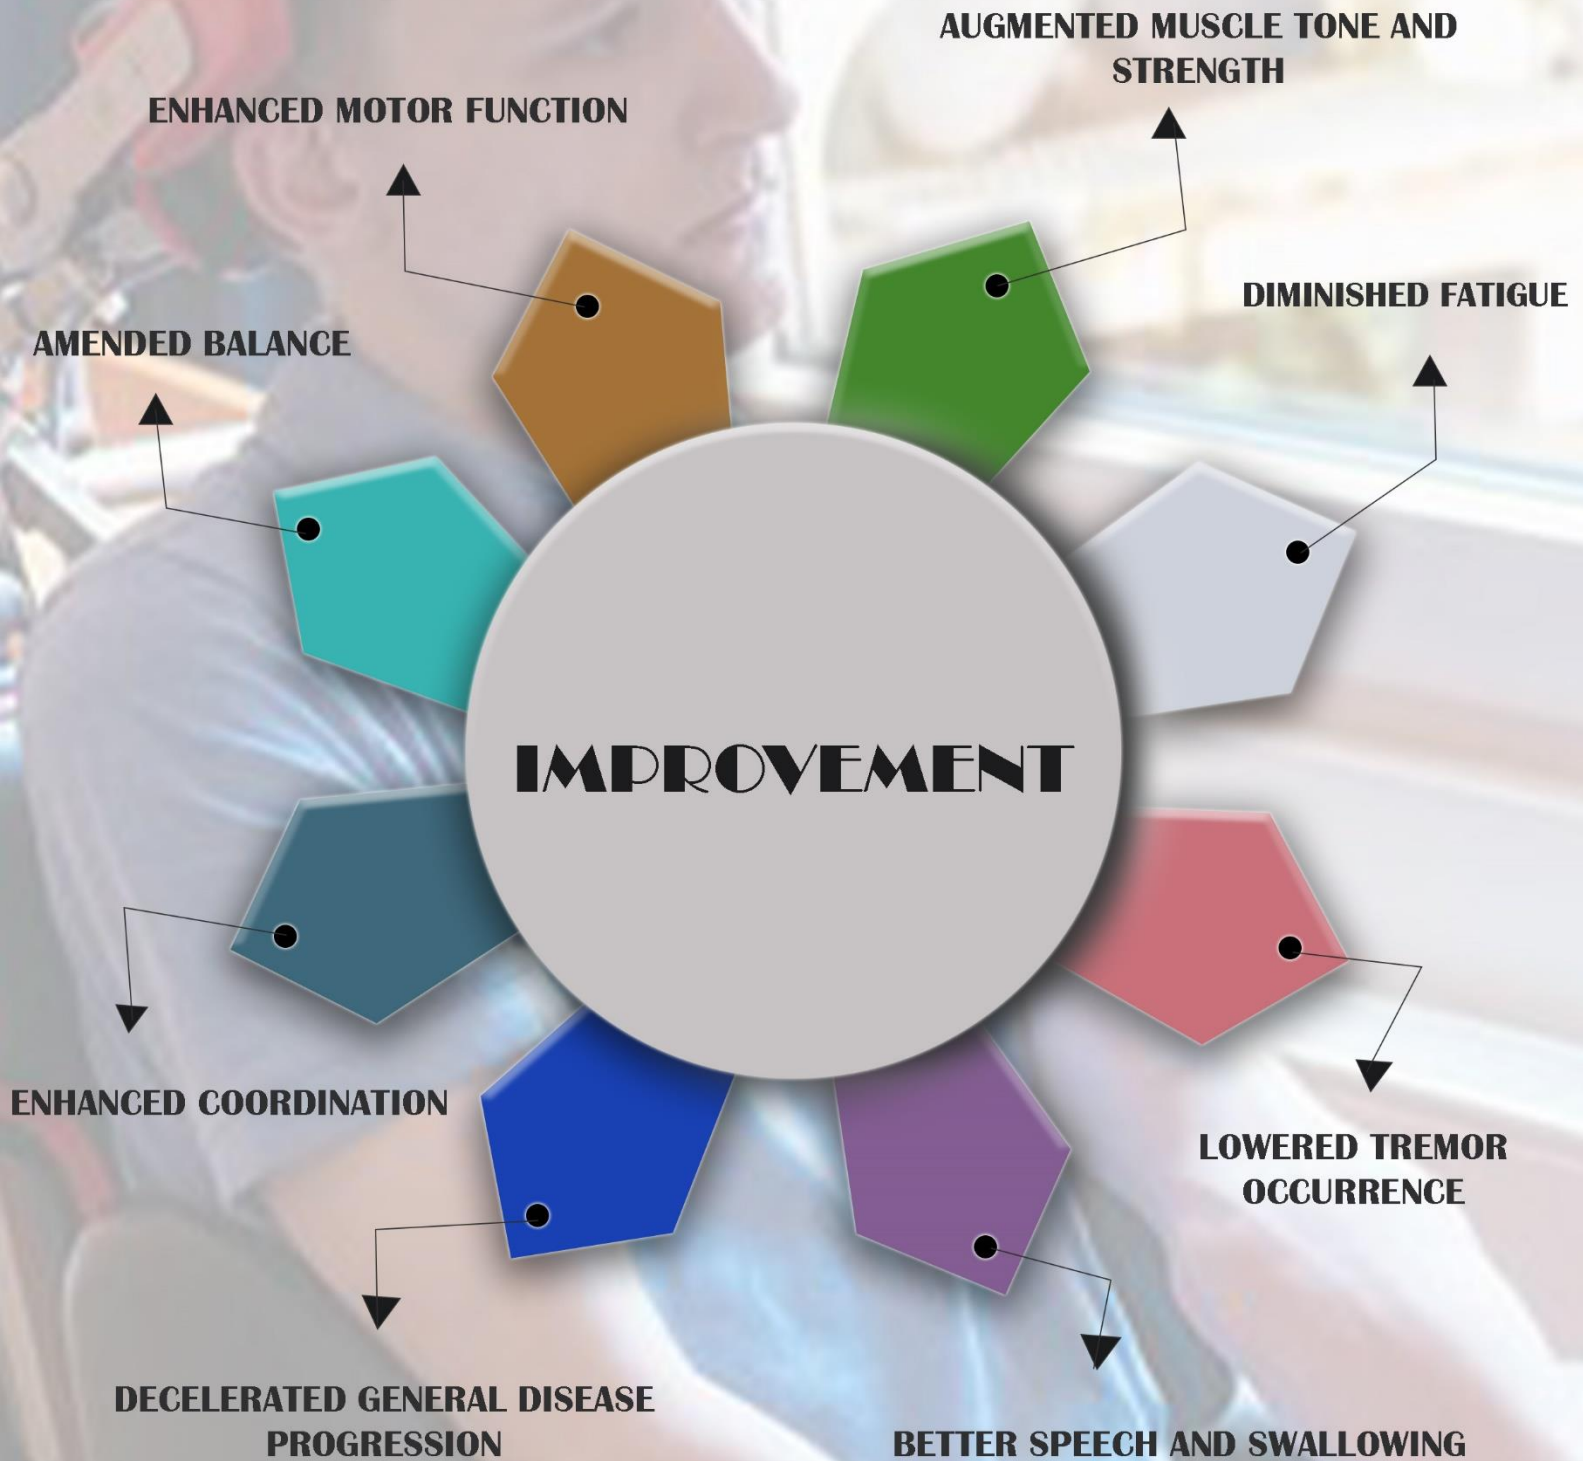 AUGMENTED MUSCLE TONE AND
STRENGTH
ENHANCED MOTOR FUNCTION
DIMINISHED FATIGUE
AMENDED BALANCE
IMPROVEMENT
ENHANCED COORDINATION
LOWERED TREMOR
OCCURRENCE
DECELERATED GENERAL DISEASE
PROGRESSION
BETTER SPEECH AND SWALLOWING